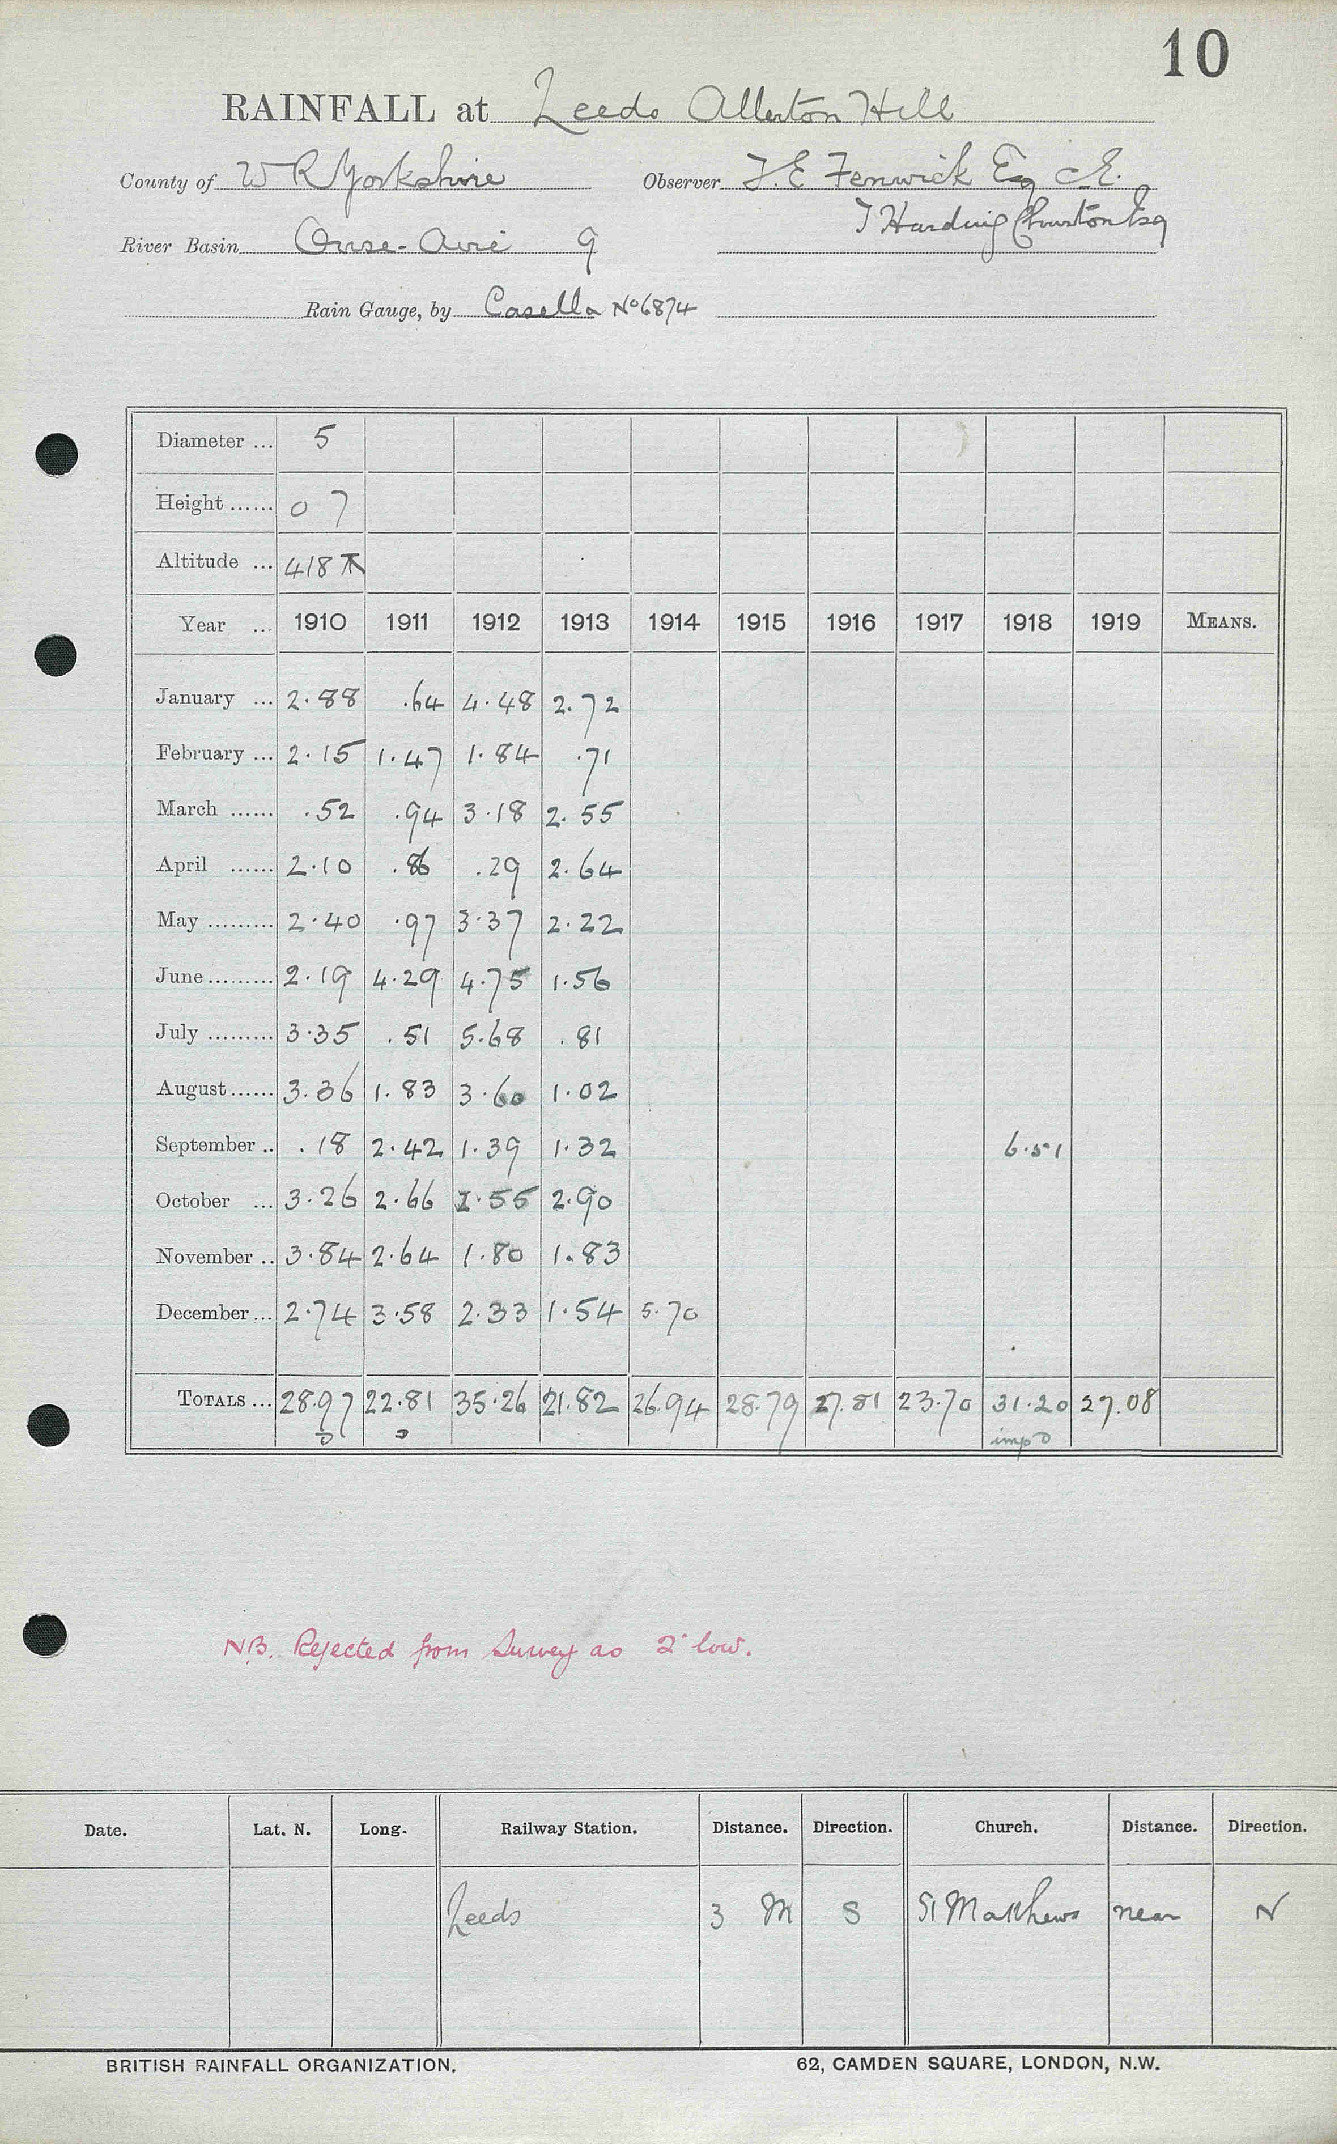 10
RAINFALL at Leeds Allerton Hill
County of W R Yorkshire Observer T. E Fenwick Esq C.E.
T Harding Churton Esq
River Basin Ouse-Aire 9
Rain Gauge, by Casella No 6874
Diameter ... 5
Height ...... 0 7
Altitude ... 418
Year ... 1910 1911 1912 1913 1914 1915 1916 1917 1918 1919 MEANS.
January ... 2.88 .64 4.48 2.72
February ... 2.15 1.47 1.84 .71
March ...... .52 .94 3.18 2.55
April ...... 2.10 .86 .29 2.64
May ......... 2.40 .97 3.37 2.22
June ......... 2.19 4.29 4.75 1.56
July ......... 3.35 .51 5.68 .81
August ...... 3.36 1.83 3.60 1.02
September .. .18 2.42 1.39 1.32 6.51
October ... 3.26 2.66 2.55 2.90
November .. 3.84 2.64 1.80 1.83
December ... 2.74 3.58 2.33 1.54 5.70
TOTALS ... 28.97 22.81 35.26 21.82 26.94 28.79 27.81 23.70 31.20 27.08
NB. Rejected from Survey as 2" low.
Date. Lat. N. Long. Railway Station. Distance. Direction. Church. Distance. Direction.
Leeds 3 M S St Matthews near N
BRITISH RAINFALL ORGANIZATION. 62, CAMDEN SQUARE, LONDON, N.W.